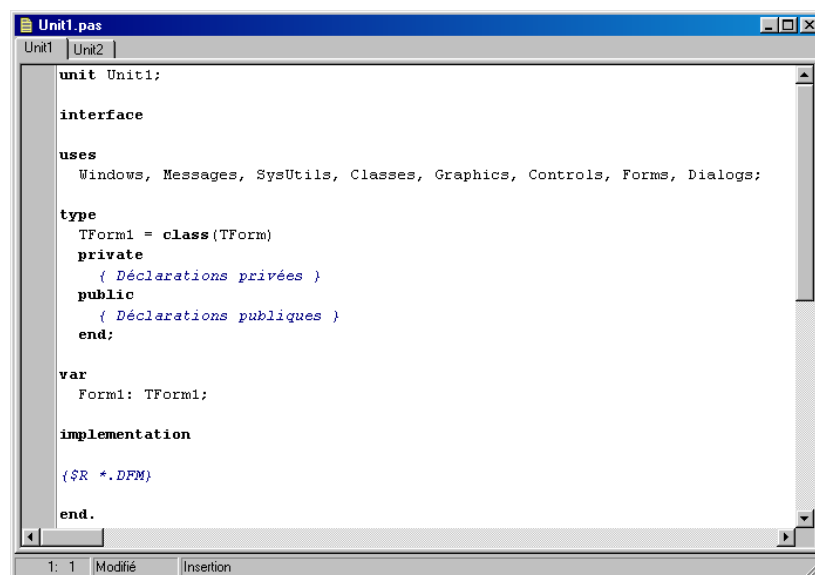 Unit1.pas
Unit1 Unit2
unit Unit1;
interface
uses
Windows, Messages, SysUtils, Classes, Graphics, Controls, Forms, Dialogs;
type
TForm1 = class(TForm)
private
{ Déclarations privées }
public
{ Déclarations publiques }
end;
var
Form1: TForm1;
implementation
{$R *.DFM}
end.
1: 1 Modifié Insertion